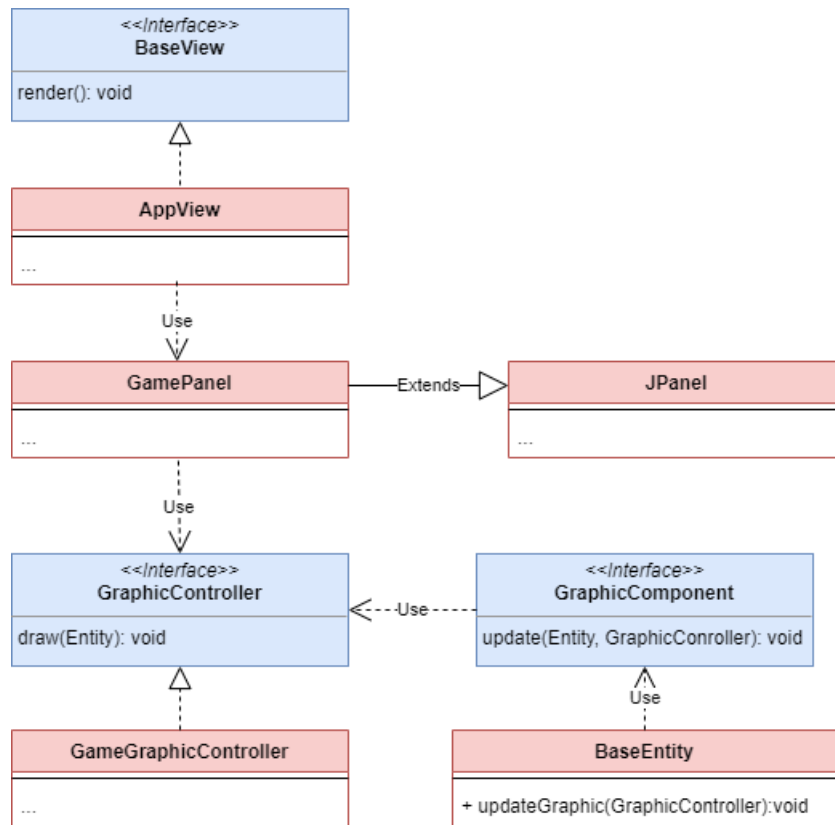 <<Interface>>
BaseView
render(): void
AppView
...
Use
GamePanel
...
Extends
JPanel
...
Use
<<Interface>>
GraphicController
draw(Entity): void
Use
<<Interface>>
GraphicComponent
update(Entity, GraphicConroller): void
Use
GameGraphicController
...
BaseEntity
+ updateGraphic(GraphicController):void